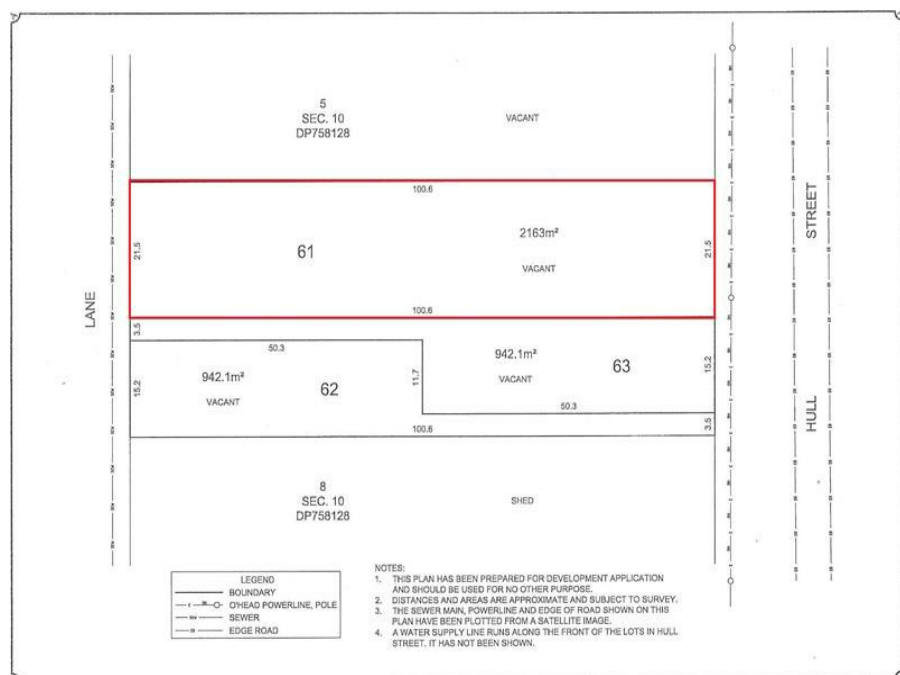 5
SEC. 10
DP758128
VACANT
100.6
21.5
61
2163m²
VACANT
21.5
STREET
LANE
100.6
3.5
50.3
942.1m²
63
VACANT
15.2
15.2
942.1m²
62
VACANT
11.7
50.3
3.5
HULL
100.6
8
SEC. 10
DP758128
SHED
LEGEND
BOUNDARY
O'HEAD POWERLINE, POLE
SEWER
EDGE ROAD
NOTES:
1. THIS PLAN HAS BEEN PREPARED FOR DEVELOPMENT APPLICATION
AND SHOULD BE USED FOR NO OTHER PURPOSE.
2. DISTANCES AND AREAS ARE APPROXIMATE AND SUBJECT TO SURVEY.
3. THE SEWER MAIN, POWERLINE AND EDGE OF ROAD SHOWN ON THIS
PLAN HAVE BEEN PLOTTED FROM A SATELLITE IMAGE.
4. A WATER SUPPLY LINE RUNS ALONG THE FRONT OF THE LOTS IN HULL
STREET. IT HAS NOT BEEN SHOWN.